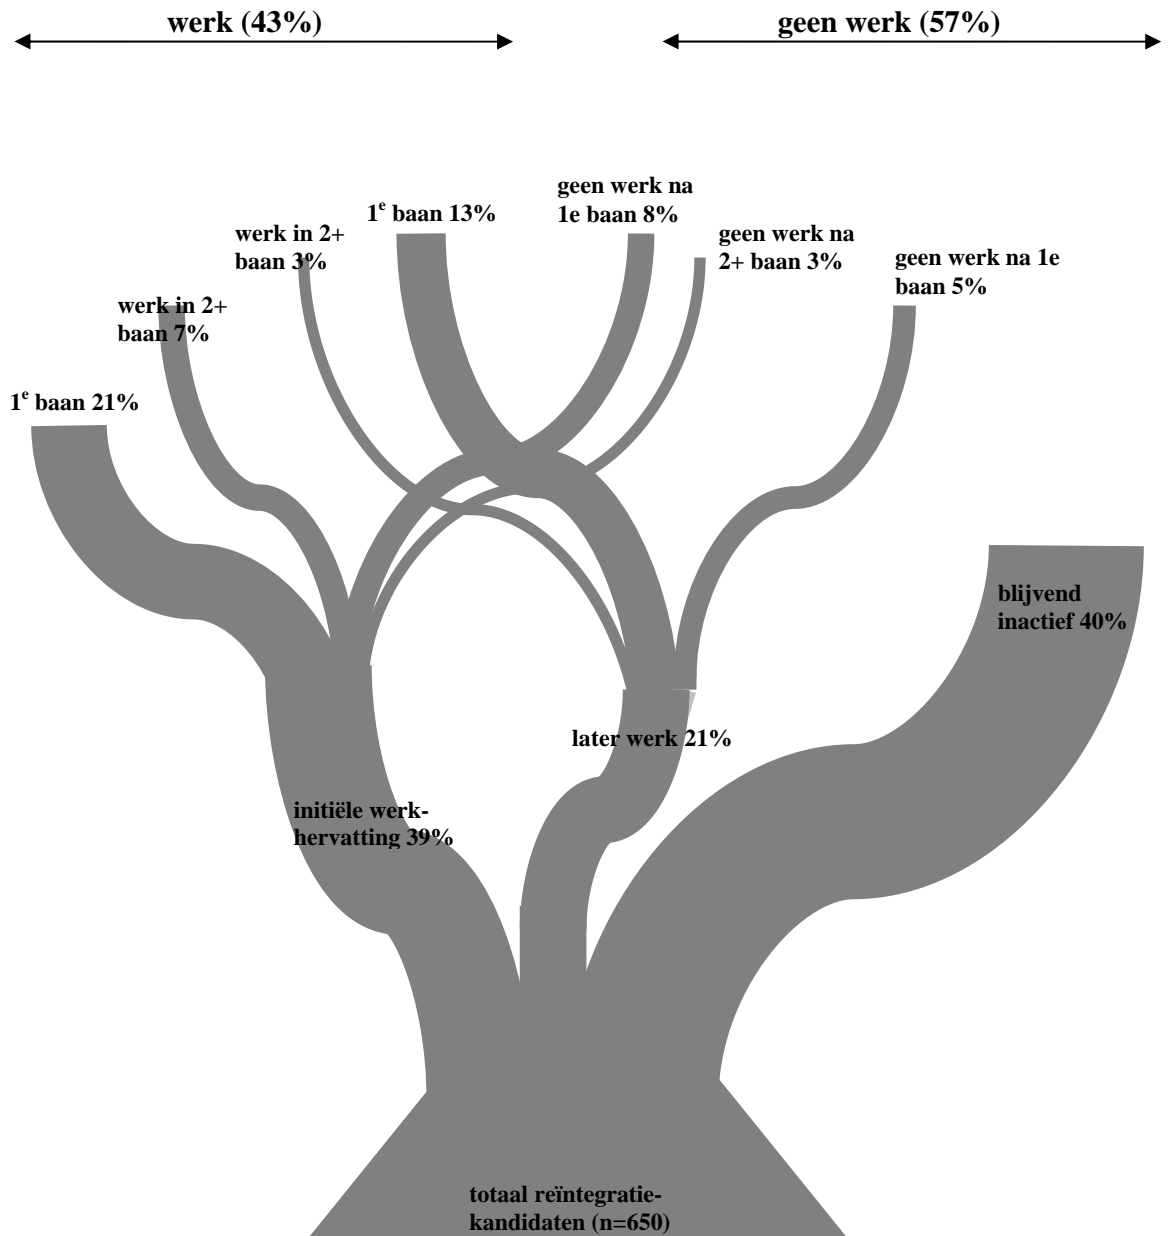 werk (43%)
geen werk (57%)
geen werk na
1e baan 8%
1e baan 13%
werk in 2+
baan 3%
geen werk na
2+ baan 3%
geen werk na 1e
baan 5%
werk in 2+
baan 7%
1e baan 21%
blijvend
inactief 40%
later werk 21%
initiële werk-
hervatting 39%
totaal reïntegratie-
kandidaten (n=650)